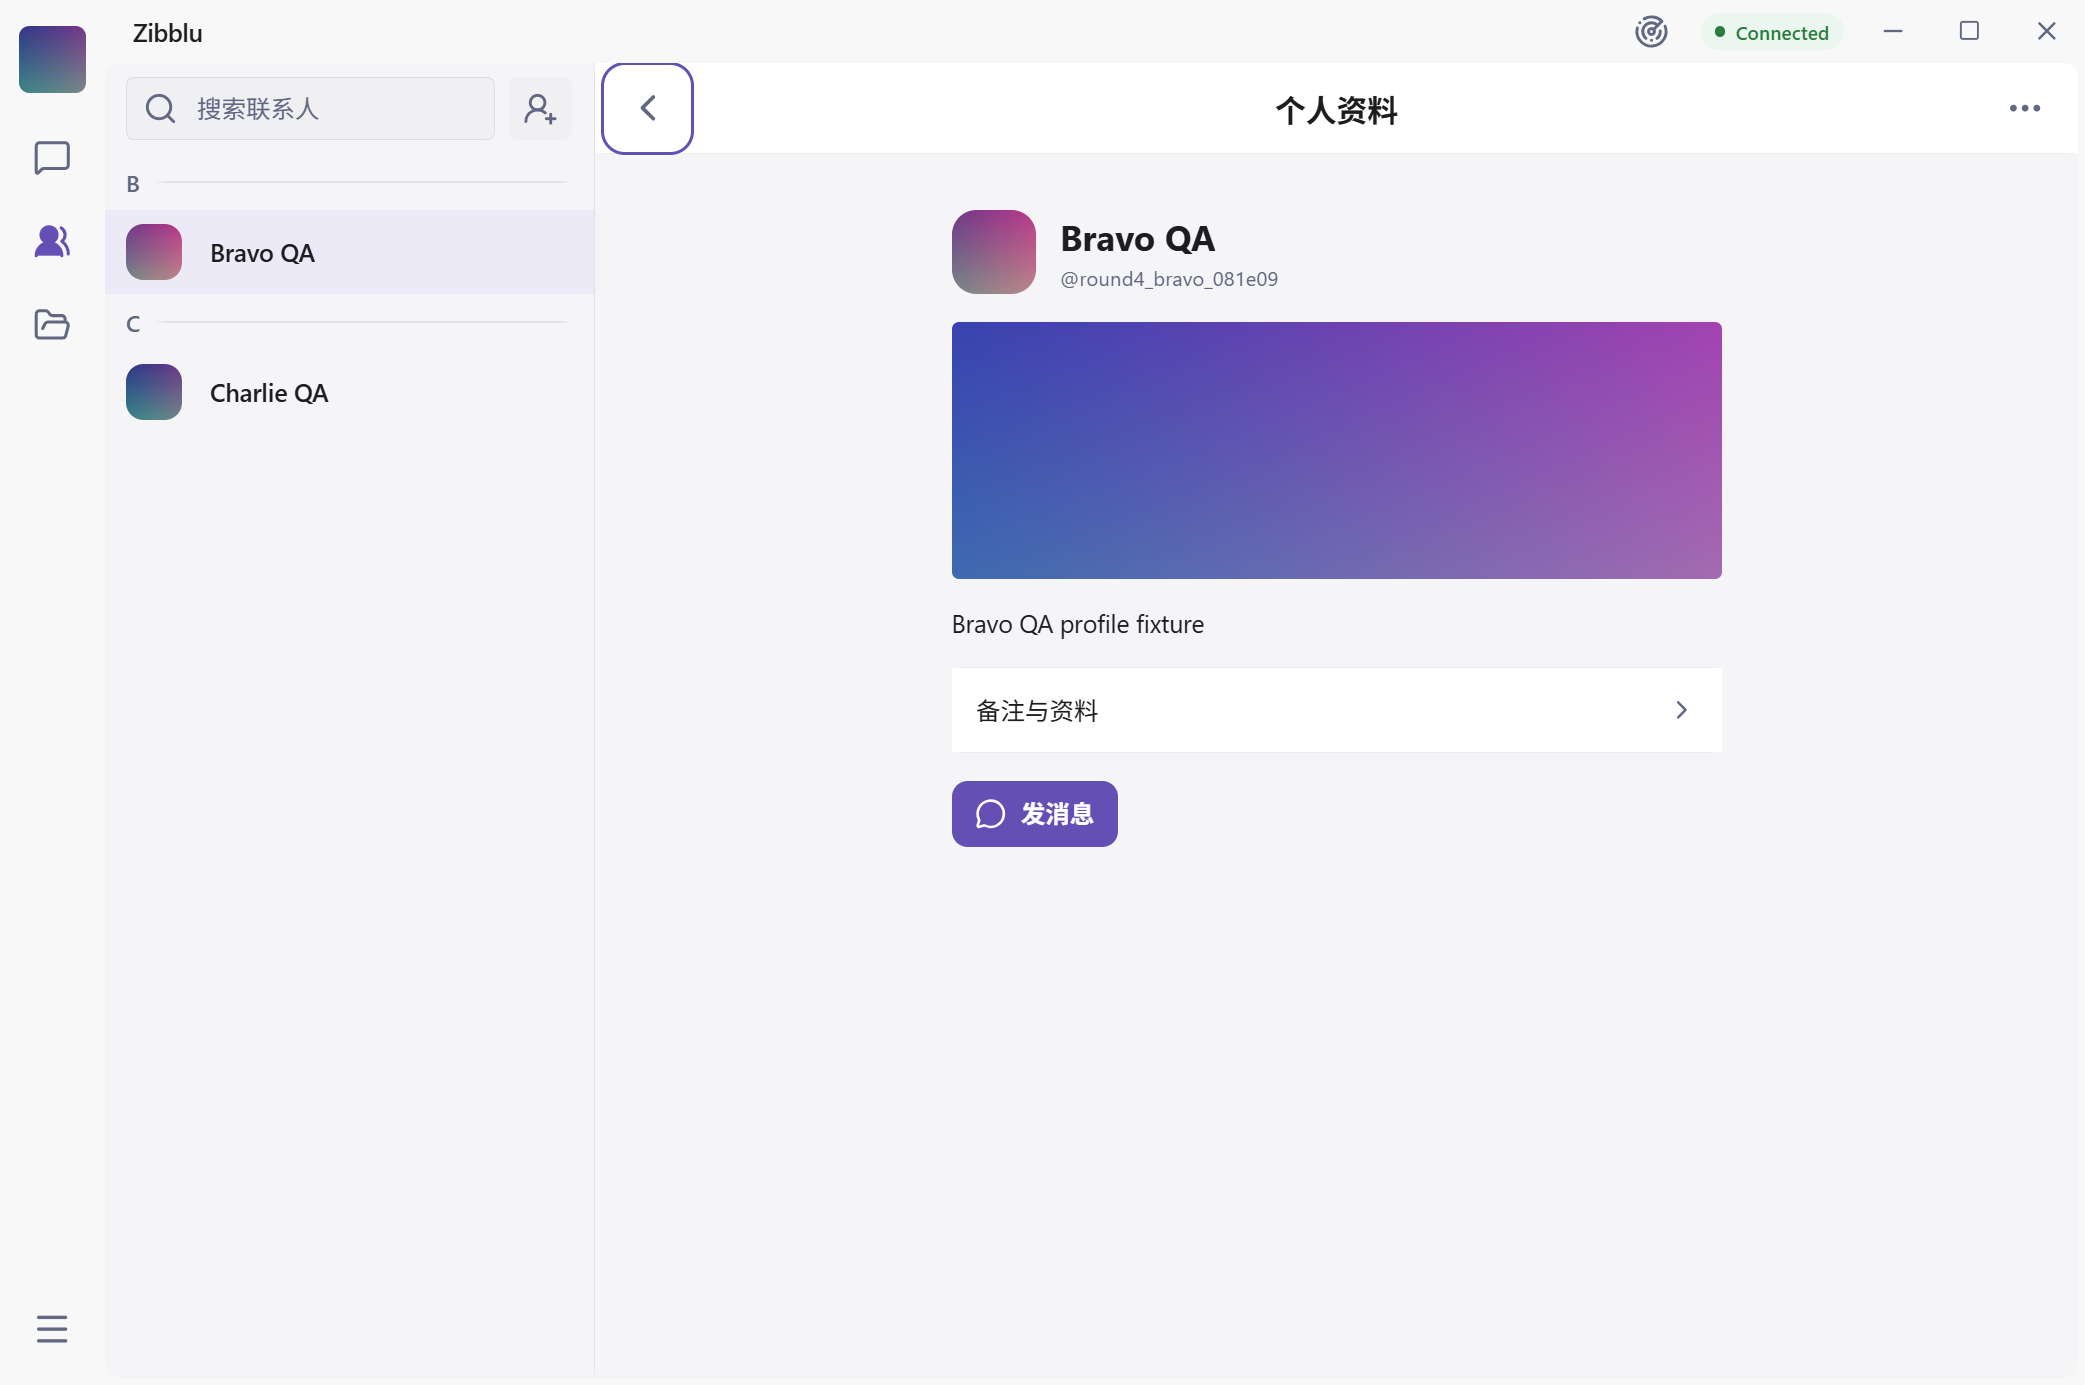 Zibblu
Connected
搜索联系人
个人资料
B
Bravo QA
C
Charlie QA
Bravo QA
@round4_bravo_081e09
Bravo QA profile fixture
备注与资料
发消息